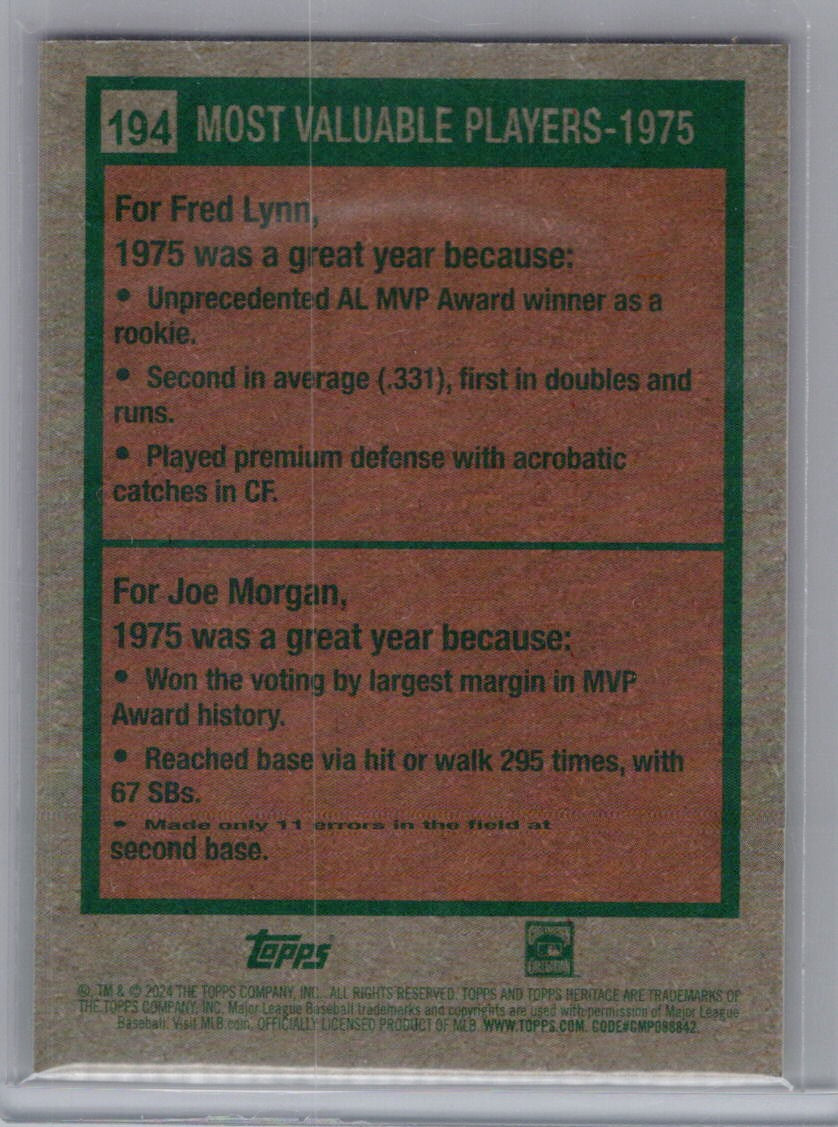 194 MOST VALUABLE PLAYERS-1975
For Fred Lynn,
1975 was a great year because:
• Unprecedented AL MVP Award winner as a
rookie.
• Second in average (.331), first in doubles and
runs.
• Played premium defense with acrobatic
catches in CF.
For Joe Morgan,
1975 was a great year because:
• Won the voting by largest margin in MVP
Award history.
• Reached base via hit or walk 295 times, with
67 SBs.
• Made only 11 errors in the field at
second base.
Topps
® TM & © 2024 THE TOPPS COMPANY, INC. ALL RIGHTS RESERVED. TOPPS AND TOPPS HERITAGE ARE TRADEMARKS OF
THE TOPPS COMPANY, INC. Major League Baseball trademarks and copyrights are used with permission of Major League
Baseball. Visit MLB.com. OFFICIALLY LICENSED PRODUCT OF MLB. WWW.TOPPS.COM. CODE#CMP098842.